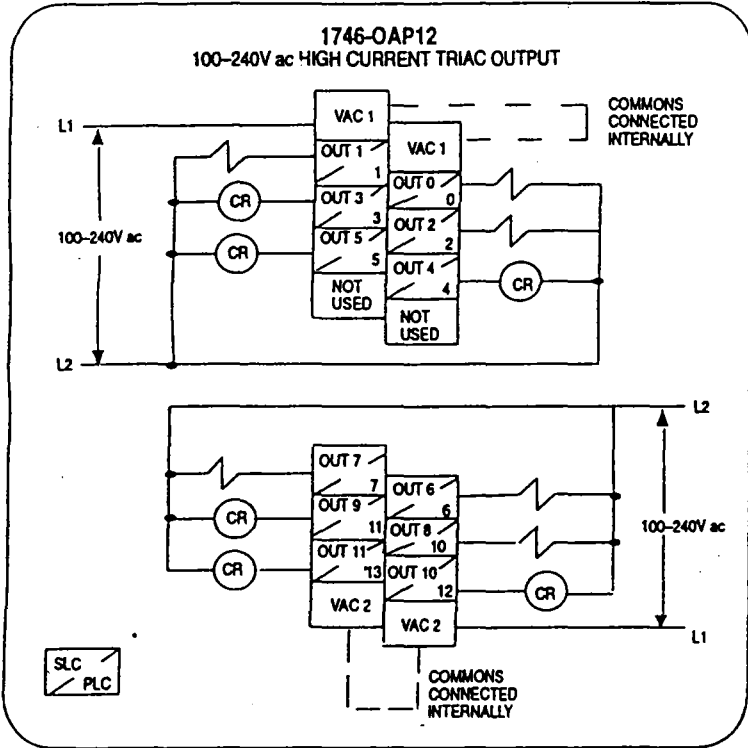 1746-OAP12
100-240V ac HIGH CURRENT TRIAC OUTPUT
L1
VAC 1
COMMONS
CONNECTED
INTERNALLY
OUT 1
1
VAC 1
CR
OUT 3
3
OUT 0
0
100-240V ac
CR
OUT 5
5
OUT 2
2
NOT
USED
OUT 4
4
CR
NOT
USED
L2
L2
OUT 7
7
OUT 6
6
CR
OUT 9
11
OUT 8
10
100-240V ac
CR
OUT 11
13
OUT 10
12
CR
VAC 2
VAC 2
L1
SLC
PLC
COMMONS
CONNECTED
INTERNALLY